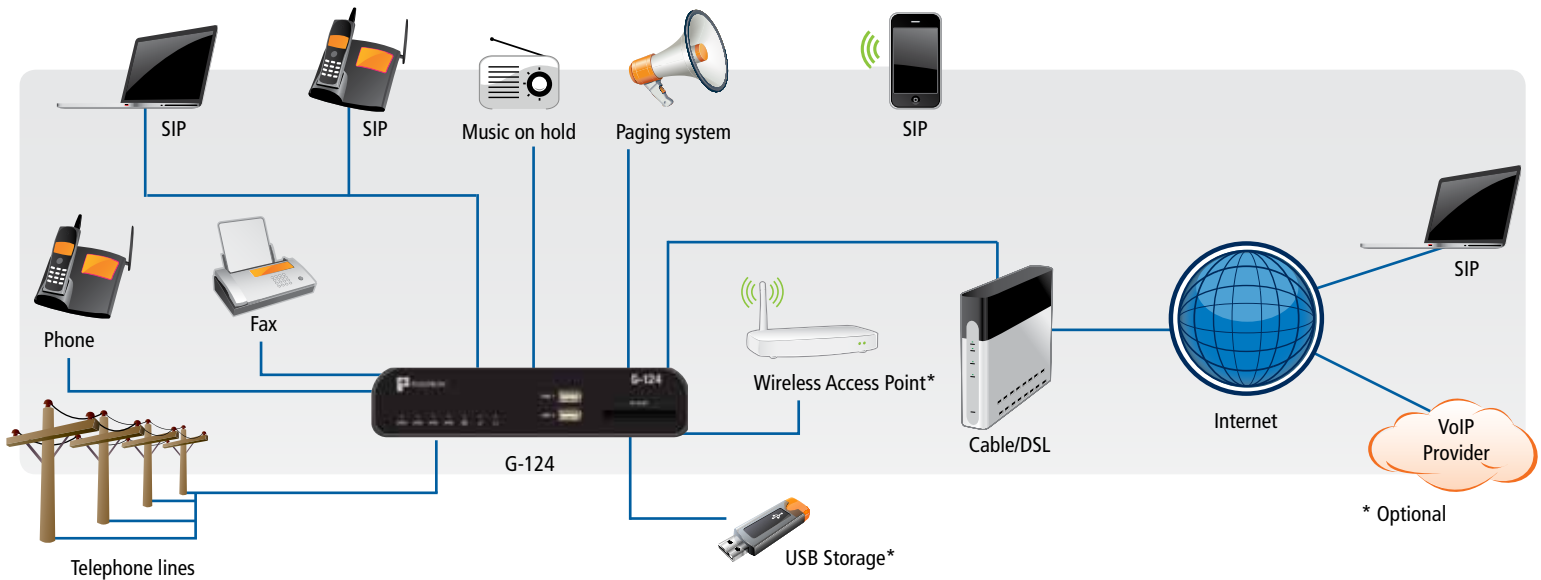 SIP
SIP
Music on hold
Paging system
SIP
SIP
Phone
Fax
Wireless Access Point*
Cable/DSL
Internet
VoIP
Provider
G-124
G-124
* Optional
USB Storage*
Telephone lines